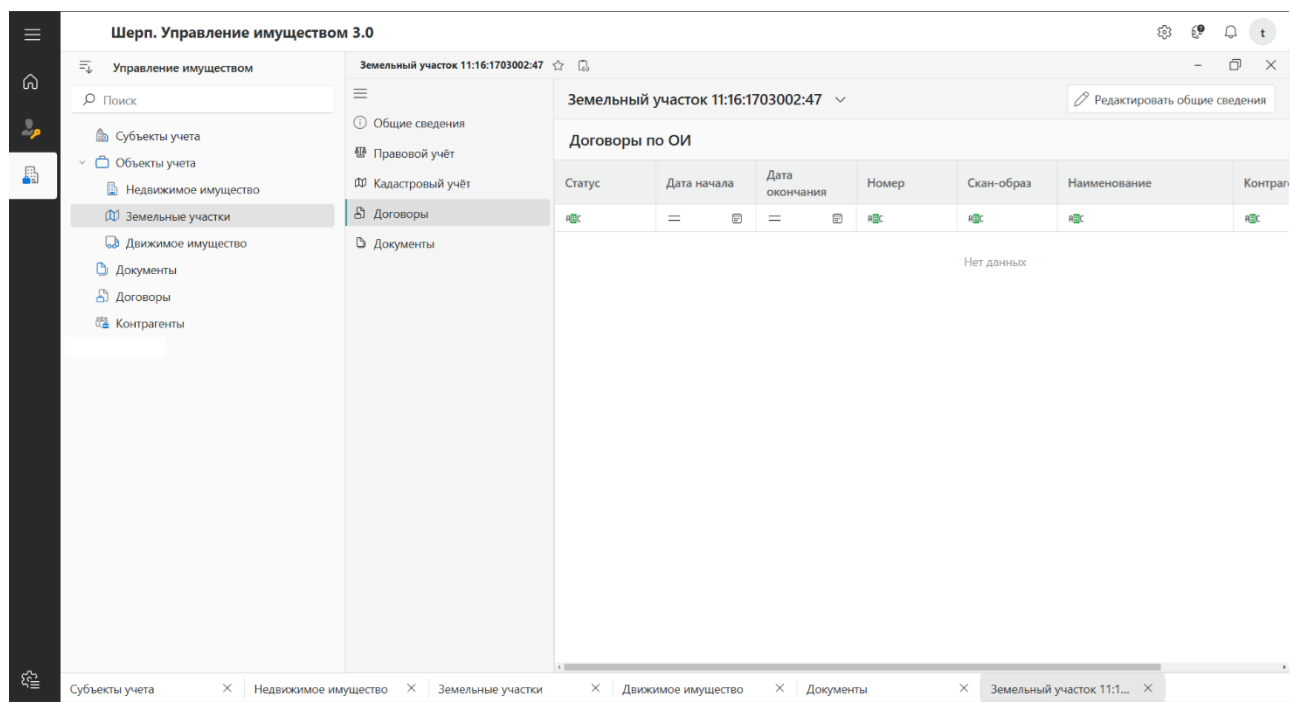 Шерп. Управление имуществом 3.0
t
Управление имуществом
Поиск
Субъекты учета
Объекты учета
Недвижимое имущество
Земельные участки
Движимое имущество
Документы
Договоры
Контрагенты
Земельный участок 11:16:1703002:47
Общие сведения
Правовой учёт
Кадастровый учёт
Договоры
Документы
Земельный участок 11:16:1703002:47
Редактировать общие сведения
Договоры по ОИ
Статус Дата начала Дата окончания Номер Скан-образ Наименование Контраг
Нет данных
Субъекты учета Недвижимое имущество Земельные участки Движимое имущество Документы Земельный участок 11:1...